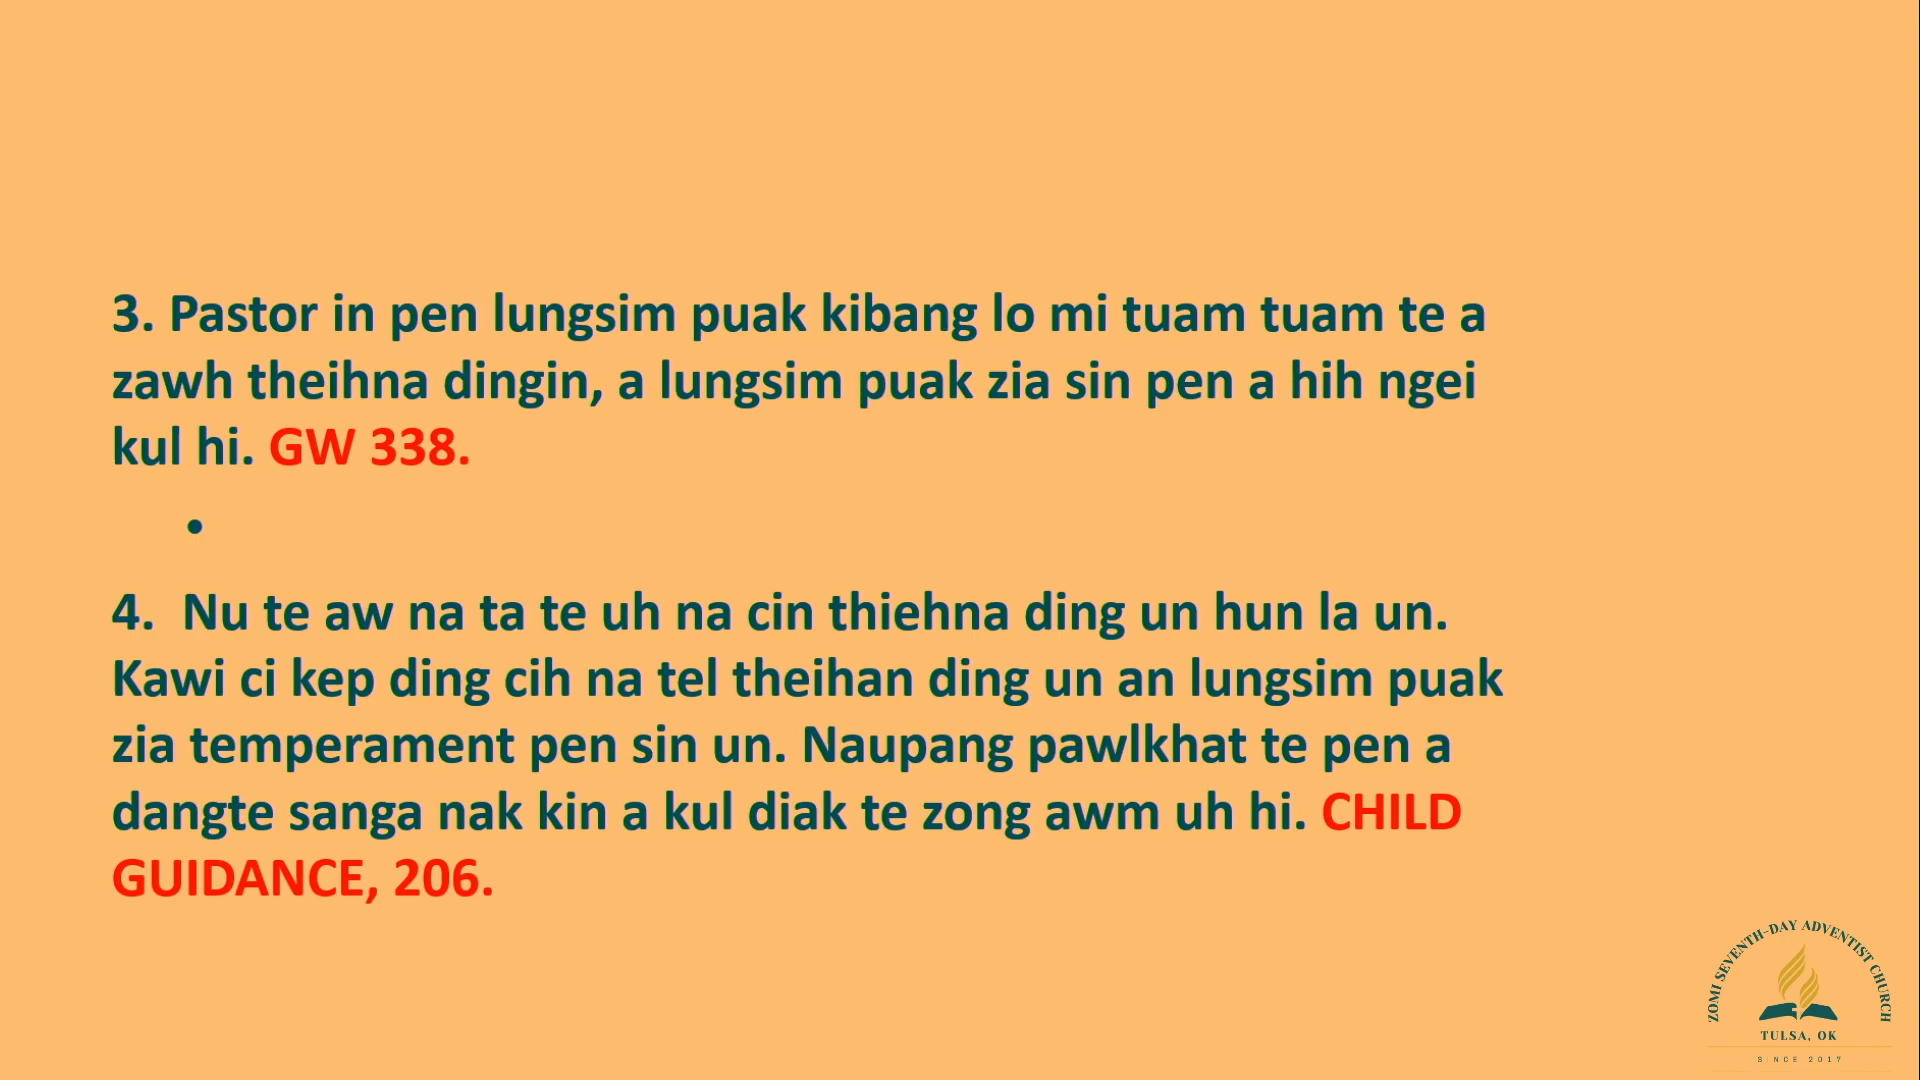 3. Pastor in pen lungsim puak kibang lo mi tuam tuam te a
zawh theihna dingin, a lungsim puak zia sin pen a hih ngei
kul hi. GW 338.
•
4.  Nu te aw na ta te uh na cin thiehna ding un hun la un.
Kawi ci kep ding cih na tel theihan ding un an lungsim puak
zia temperament pen sin un. Naupang pawlkhat te pen a
dangte sanga nak kin a kul diak te zong awm uh hi. CHILD
GUIDANCE, 206.
ZOMI SEVENTH-DAY ADVENTIST CHURCH
TULSA, OK
SINCE 2017